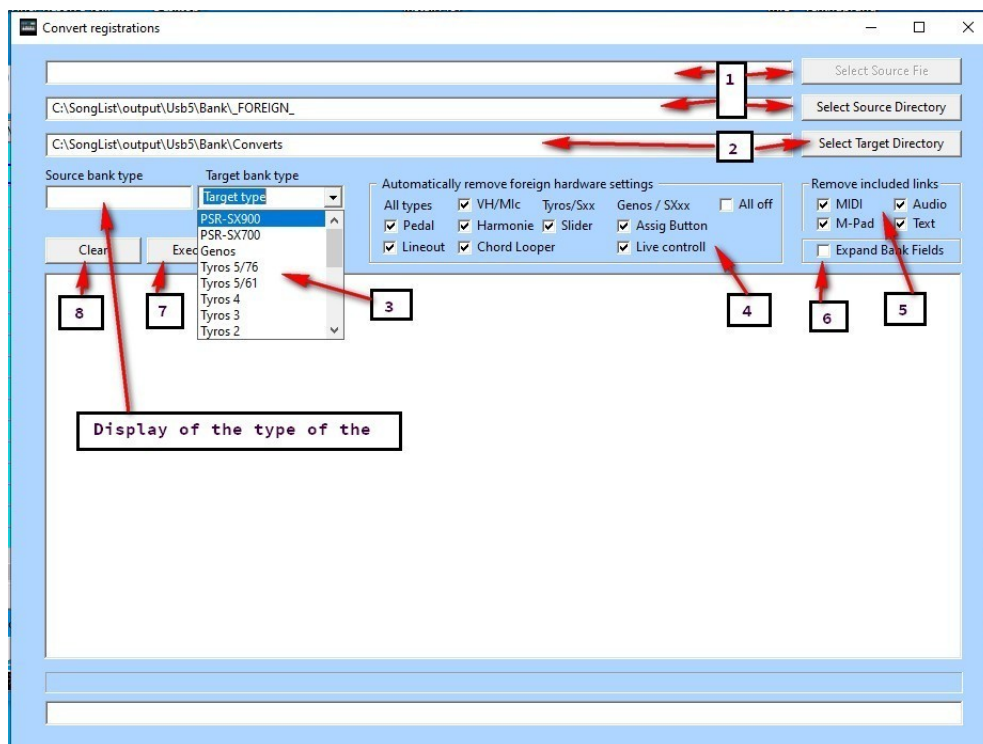 Convert registrations
Select Source Fie
1
C:\SongList\output\Usb5\Bank\_FOREIGN_
Select Source Directory
C:\SongList\output\Usb5\Bank\Converts
2
Select Target Directory
Source bank type
Target bank type
Target type
Automatically remove foreign hardware settings
All types
VH/MIc
Tyros/Sxx
Genos / SXxx
All off
Pedal
Harmonie
Slider
Assig Button
Lineout
Chord Looper
Live controll
Remove included links
MIDI
Audio
M-Pad
Text
Expand Bank Fields
Clear
Exec
PSR-SX900
PSR-SX700
Genos
Tyros 5/76
Tyros 5/61
Tyros 4
Tyros 3
Tyros 2
8
7
3
4
6
5
Display of the type of the